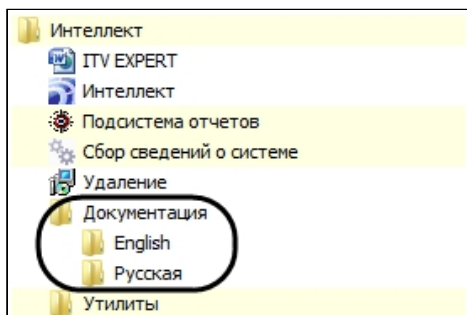 Интеллект
ITV EXPERT
Интеллект
Подсистема отчетов
Сбор сведений о системе
Удаление
Документация
English
Русская
Утилиты